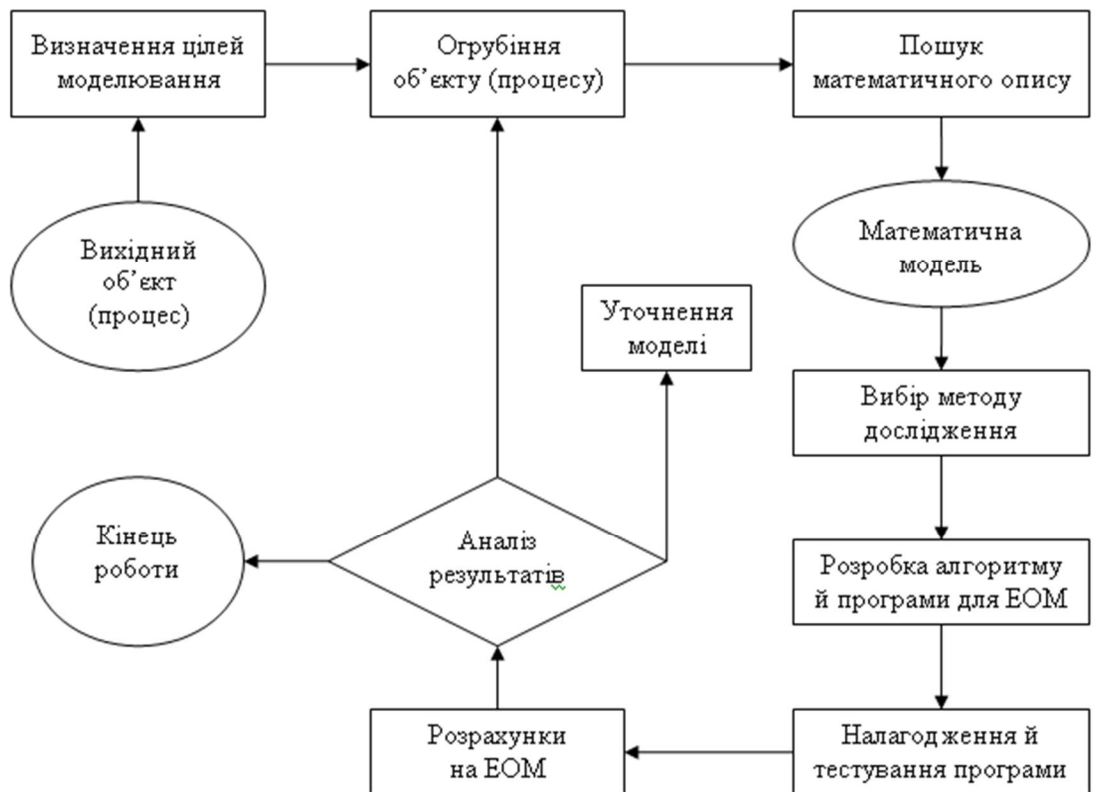 Визначення цілей
моделювання
Огрубіння
об’єкту (процесу)
Пошук
математичного опису
Вихідний
об’єкт
(процес)
Математична
модель
Уточнення
моделі
Вибір методу
дослідження
Кінець
роботи
Аналіз
результатів
Розробка алгоритму
й програми для ЕОМ
Розрахунки
на ЕОМ
Налагодження й
тестування програми